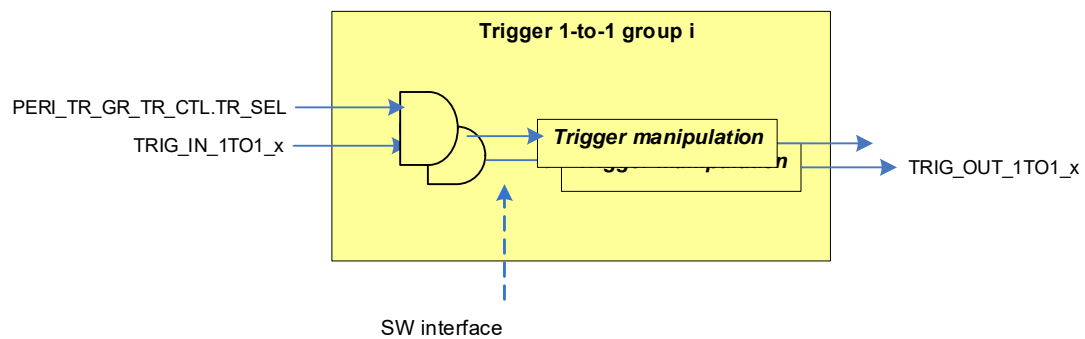 Trigger 1-to-1 group i
PERI_TR_GR_TR_CTL.TR_SEL
TRIG_IN_1TO1_x
Trigger manipulation
TRIG_OUT_1TO1_x
SW interface